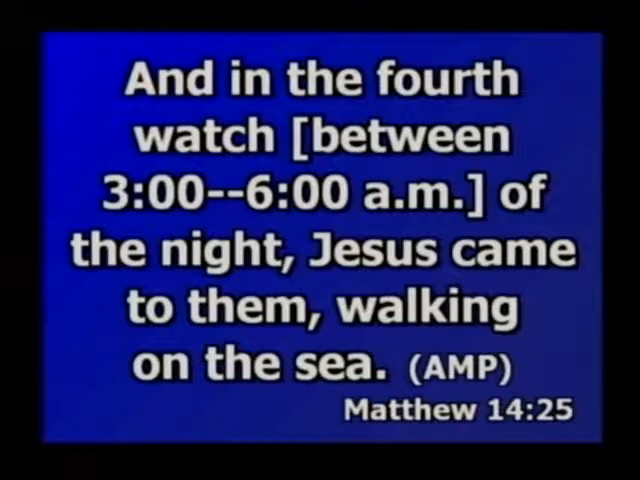 And in the fourth
watch [between
3:00--6:00 a.m.] of
the night, Jesus came
to them, walking
on the sea. (AMP)
Matthew 14:25